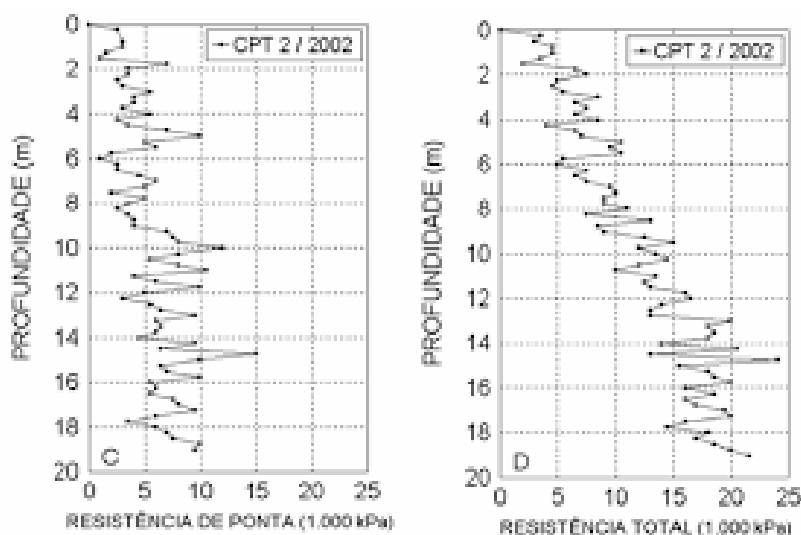 CPT 2 / 2002
PROFUNDIDADE (m)
0
2
4
6
8
10
12
14
16
18
20
C
0 5 10 15 20 25
RESISTÊNCIA DE PONTA (1.000 kPa)
CPT 2 / 2002
PROFUNDIDADE (m)
0
2
4
6
8
10
12
14
16
18
20
D
0 5 10 15 20 25
RESISTÊNCIA TOTAL (1.000 kPa)